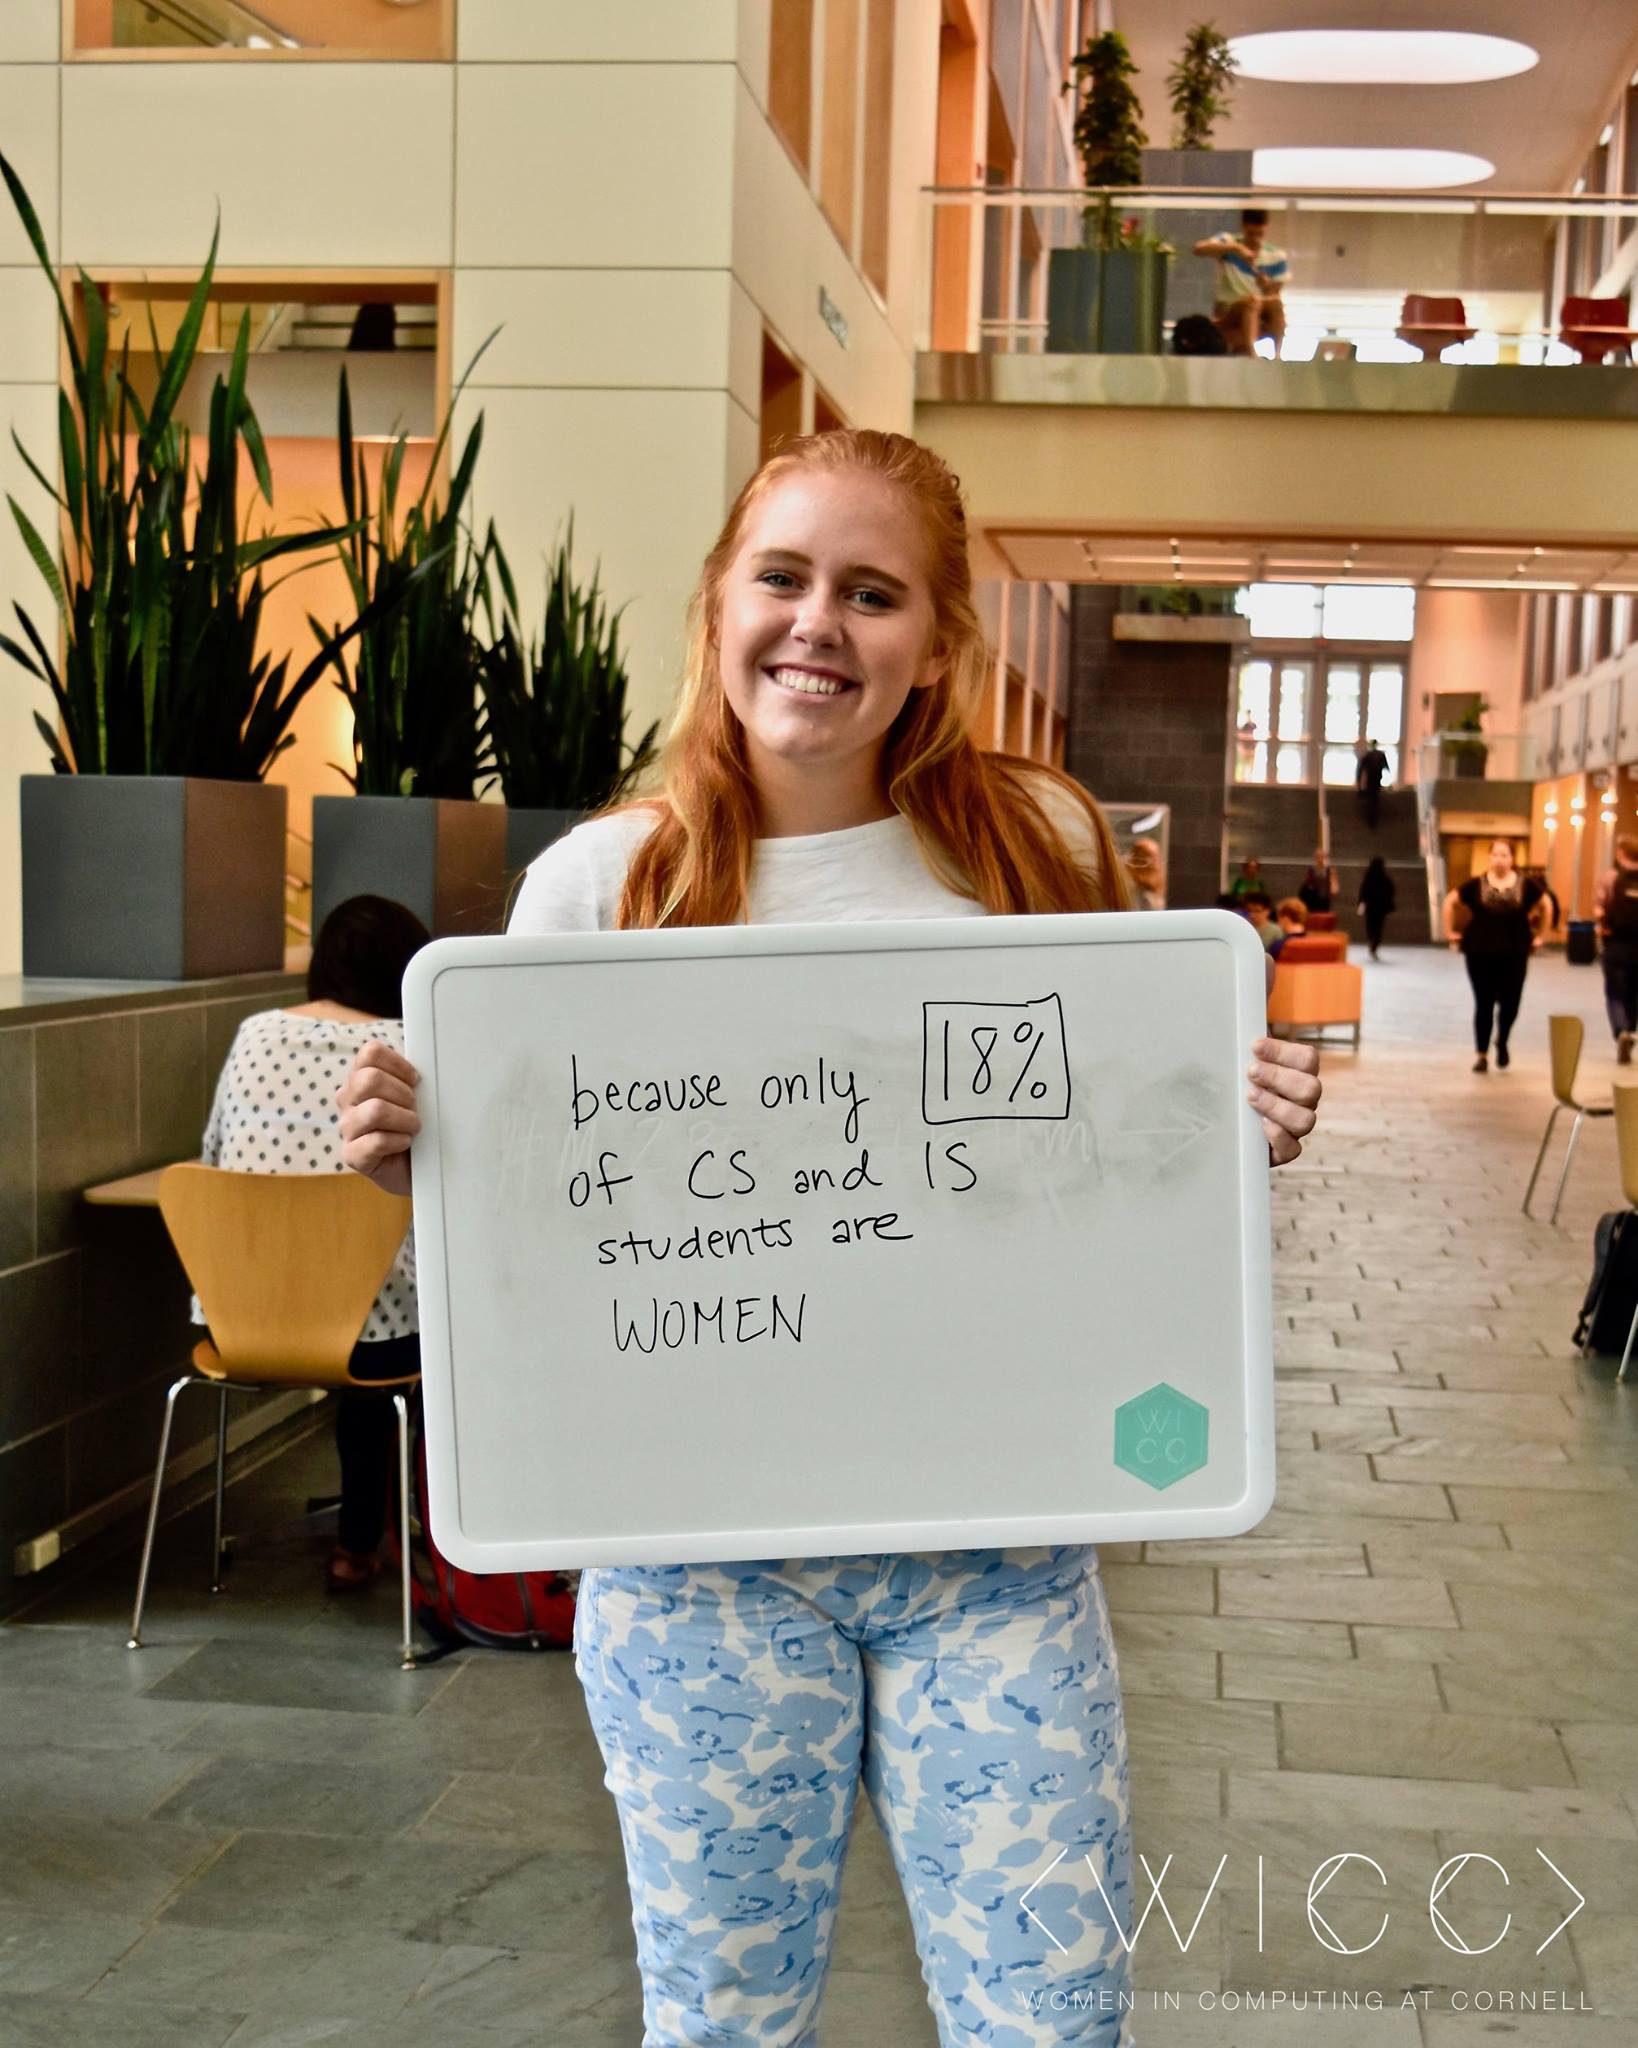 because only 18%
of CS and IS
students are
WOMEN
WI
CC
<WICC>
WOMEN IN COMPUTING AT CORNELL